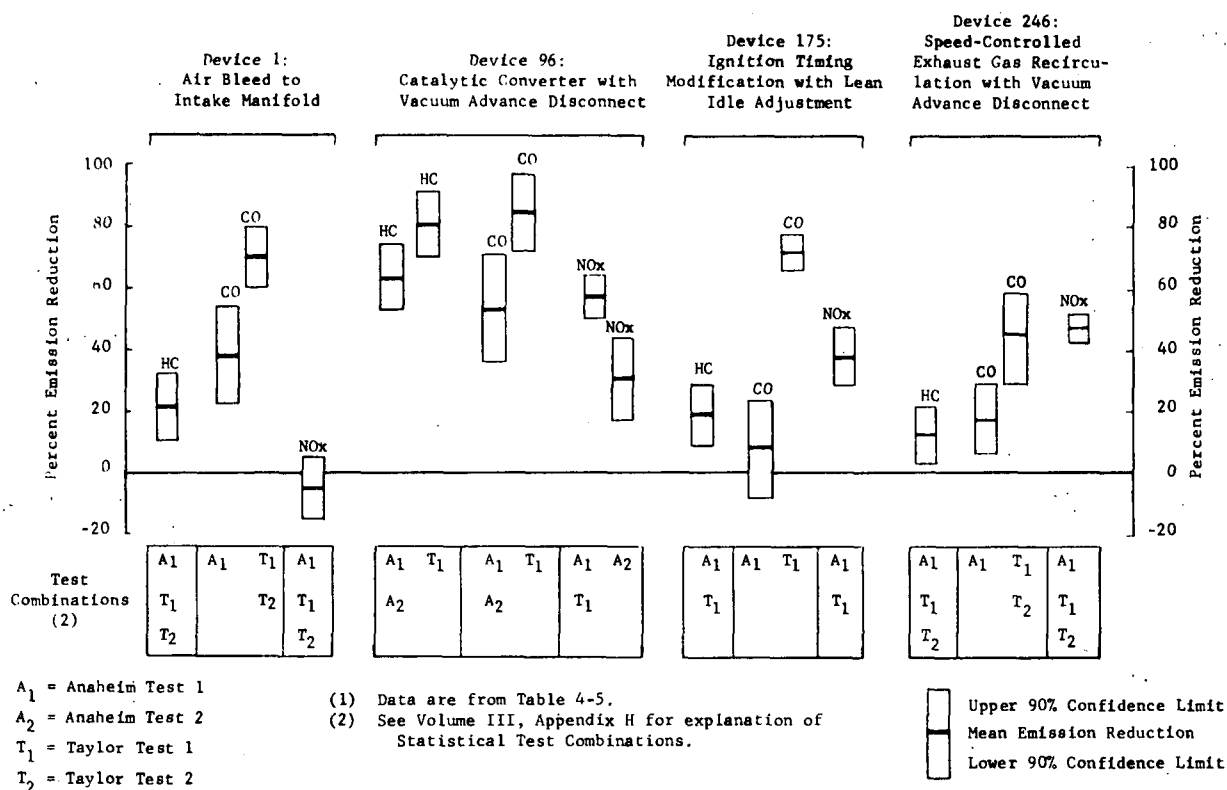 Device 1:
Air Bleed to
Intake Manifold
Device 96:
Catalytic Converter with
Vacuum Advance Disconnect
Device 175:
Ignition Timing
Modification with Lean
Idle Adjustment
Device 246:
Speed-Controlled
Exhaust Gas Recircu-
lation with Vacuum
Advance Disconnect
Percent Emission Reduction
100
80
60
40
20
0
-20
HC
CO
CO
NOx
HC
HC
CO
CO
NOx
NOx
HC
CO
CO
NOx
HC
CO
CO
NOx
100
80
60
40
20
0
-20
Percent Emission Reduction
Test
Combinations
(2)
A1 A1 T1 A1
T1 T2 T1
T2 T2
A1 T1 A1 T1 A1 A2
A2 A2 T1
A1 A1 T1 A1
T1 T1
A1 A1 T1 A1
T1 T2 T1
T2 T2
A1 = Anaheim Test 1
A2 = Anaheim Test 2
T1 = Taylor Test 1
T2 = Taylor Test 2
(1) Data are from Table 4-5.
(2) See Volume III, Appendix H for explanation of
Statistical Test Combinations.
Upper 90% Confidence Limit
Mean Emission Reduction
Lower 90% Confidence Limit